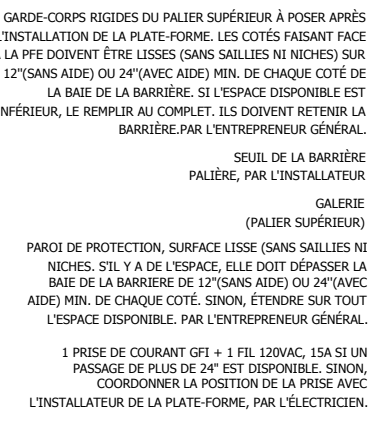 GARDE-CORPS RIGIDES DU PALIER SUPÉRIEUR À POSER APRÈS
L'INSTALLATION DE LA PLATE-FORME. LES COTÉS FAISANT FACE
LA PFE DOIVENT ÊTRE LISSES (SANS SAILLIES NI NICHES) SUR
12"(SANS AIDE) OU 24"(AVEC AIDE) MIN. DE CHAQUE COTÉ DE
LA BAIE DE LA BARRIÈRE. SI L'ESPACE DISPONIBLE EST
NFÉRIEUR, LE REMPLIR AU COMPLET. ILS DOIVENT RETENIR LA
BARRIÈRE.PAR L'ENTREPRENEUR GÉNÉRAL.
SEUIL DE LA BARRIÈRE
PALIÈRE, PAR L'INSTALLATEUR
GALERIE
(PALIER SUPÉRIEUR)
PAROI DE PROTECTION, SURFACE LISSE (SANS SAILLIES NI
NICHES. S'IL Y A DE L'ESPACE, ELLE DOIT DÉPASSER LA
BAIE DE LA BARRIERE DE 12"(SANS AIDE) OU 24"(AVEC
AIDE) MIN. DE CHAQUE COTÉ. SINON, ÉTENDRE SUR TOUT
L'ESPACE DISPONIBLE. PAR L'ENTREPRENEUR GÉNÉRAL.
1 PRISE DE COURANT GFI + 1 FIL 120VAC, 15A SI UN
PASSAGE DE PLUS DE 24" EST DISPONIBLE. SINON,
COORDONNER LA POSITION DE LA PRISE AVEC
L'INSTALLATEUR DE LA PLATE-FORME, PAR L'ÉLECTRICIEN.